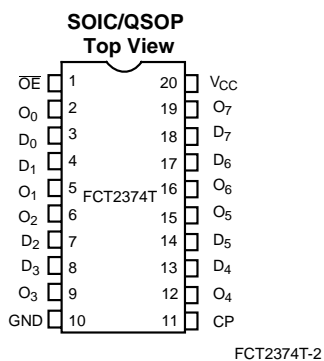 SOIC/QSOP
Top View
OE 1 20 VCC
O0 2 19 O7
D0 3 18 D7
D1 4 17 D6
O1 5 FCT2374T 16 O6
O2 6 15 O5
D2 7 14 D5
D3 8 13 D4
O3 9 12 O4
GND 10 11 CP
FCT2374T-2